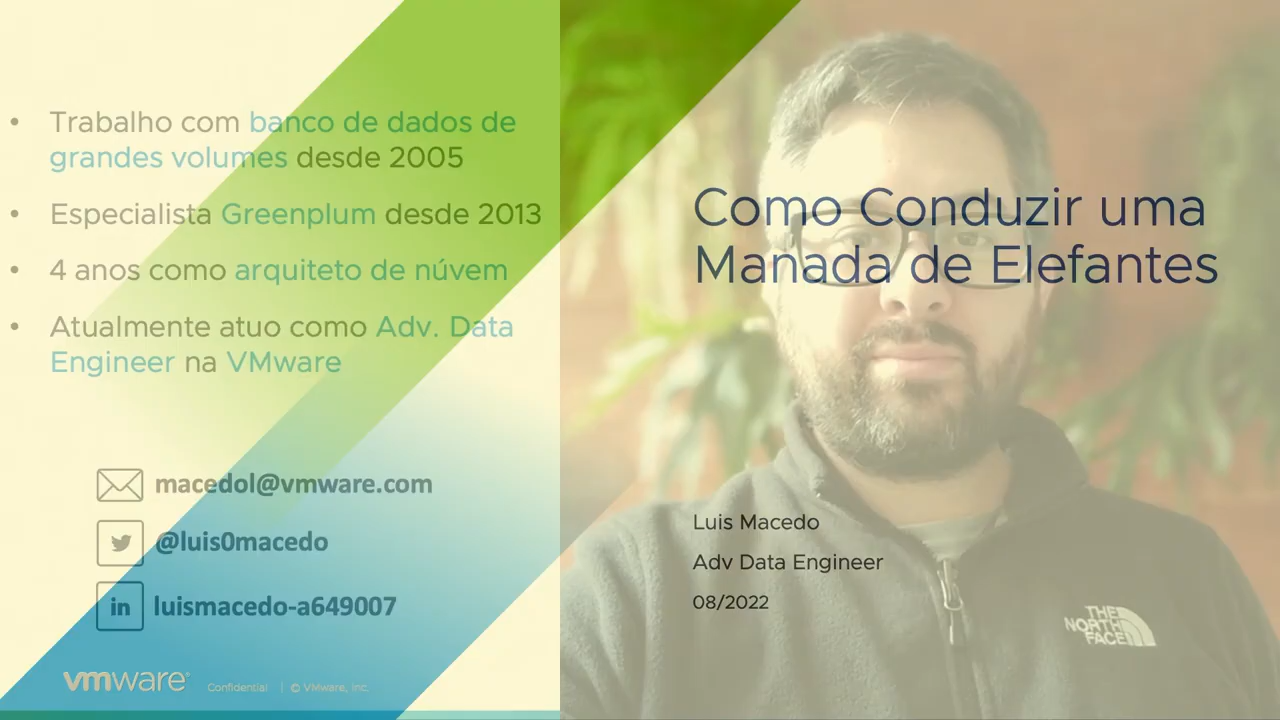 • Trabalho com banco de dados de
grandes volumes desde 2005
• Especialista Greenplum desde 2013
• 4 anos como arquiteto de núvem
• Atualmente atuo como Adv. Data
Engineer na VMware
macedol@vmware.com
@luis0macedo
in luismacedo-a649007
vmware® Confidential | © VMware, Inc.
Como Conduzir uma
Manada de Elefantes
Luis Macedo
Adv Data Engineer
08/2022
THE
NORTH
FACE